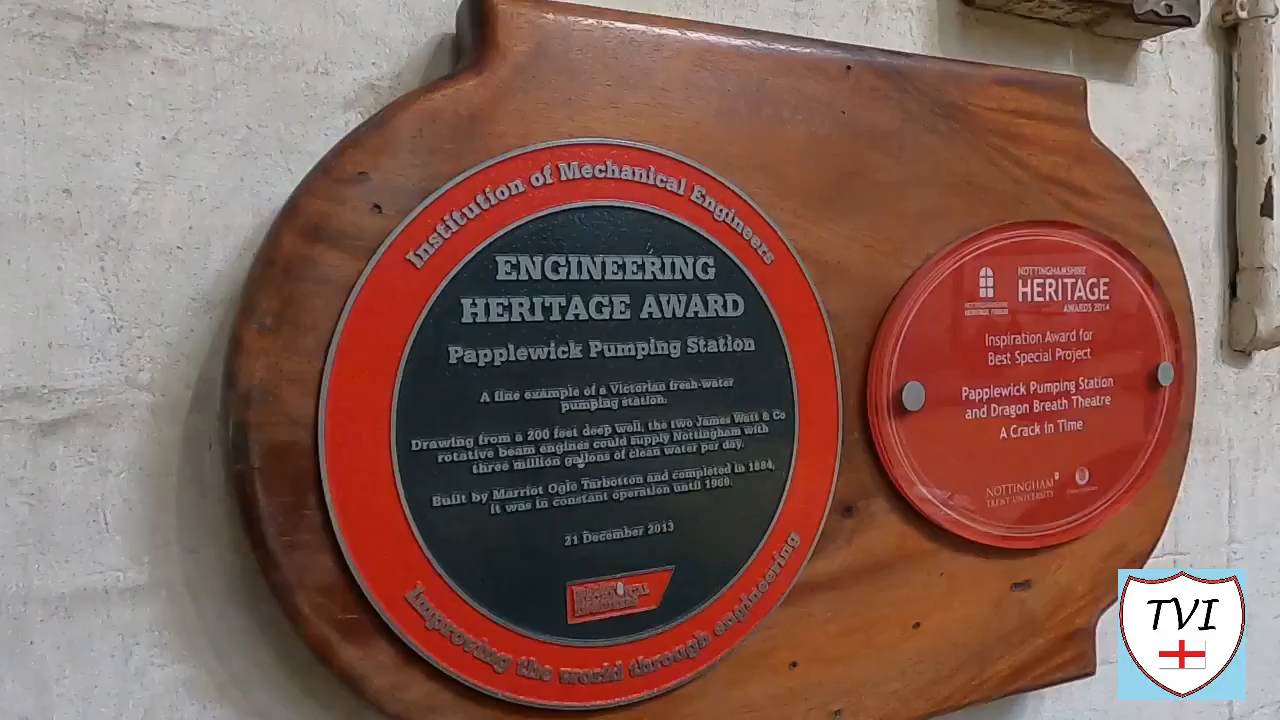 Institution of Mechanical Engineers
ENGINEERING
HERITAGE AWARD
Papplewick Pumping Station
A fine example of a Victorian fresh-water
pumping station.
Drawing from a 200 feet deep well, the two James Watt & Co
rotative beam engines could supply Nottingham with
three million gallons of clean water per day.
Built by Marriot Ogle Tarbotton and completed in 1884,
it was in constant operation until 1969.
21 December 2013
Improving the world through engineering
NOTTINGHAMSHIRE
HERITAGE FORUM
NOTTINGHAMSHIRE
HERITAGE
AWARDS 2014
Inspiration Award for
Best Special Project
Papplewick Pumping Station
and Dragon Breath Theatre
A Crack in Time
NOTTINGHAM
TRENT UNIVERSITY
TVI